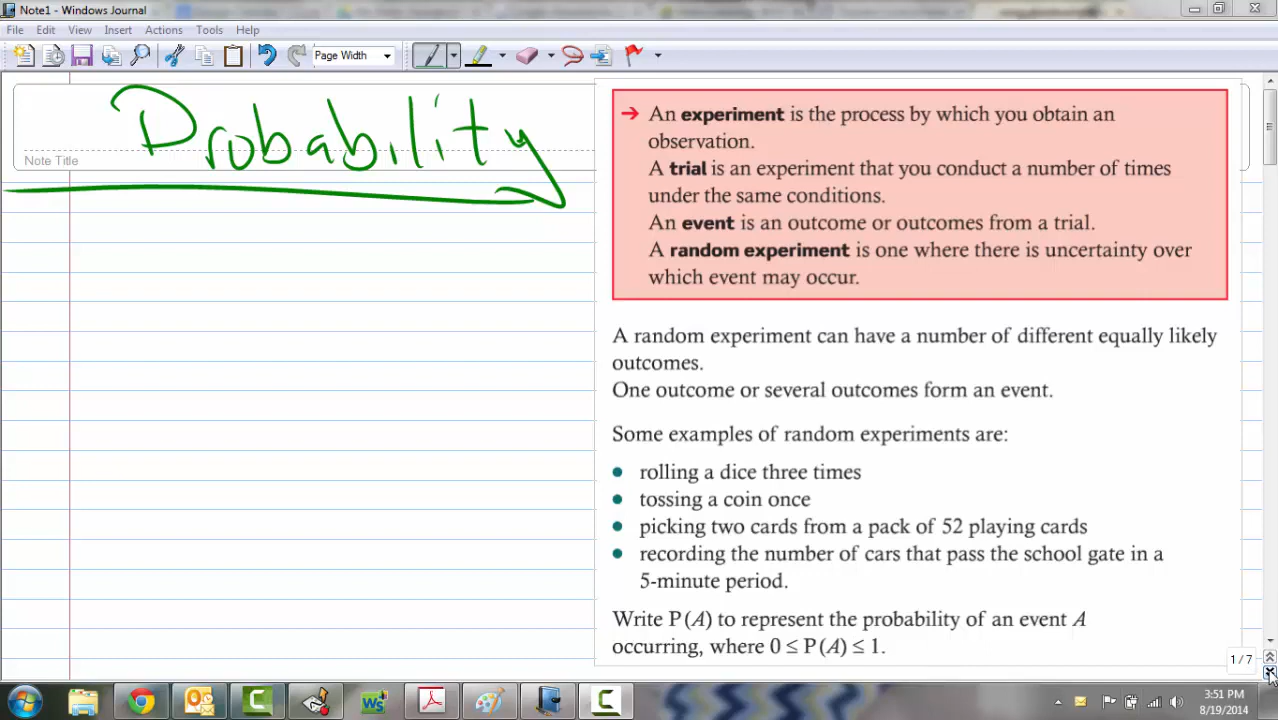 Note1 - Windows Journal
File Edit View Insert Actions Tools Help
Page Width
Probability
Note Title
➔ An experiment is the process by which you obtain an
observation.
A trial is an experiment that you conduct a number of times
under the same conditions.
An event is an outcome or outcomes from a trial.
A random experiment is one where there is uncertainty over
which event may occur.
A random experiment can have a number of different equally likely
outcomes.
One outcome or several outcomes form an event.
Some examples of random experiments are:
• rolling a dice three times
• tossing a coin once
• picking two cards from a pack of 52 playing cards
• recording the number of cars that pass the school gate in a
5-minute period.
Write P(A) to represent the probability of an event A
occurring, where 0 ≤ P(A) ≤ 1.
1 / 7
3:51 PM
8/19/2014